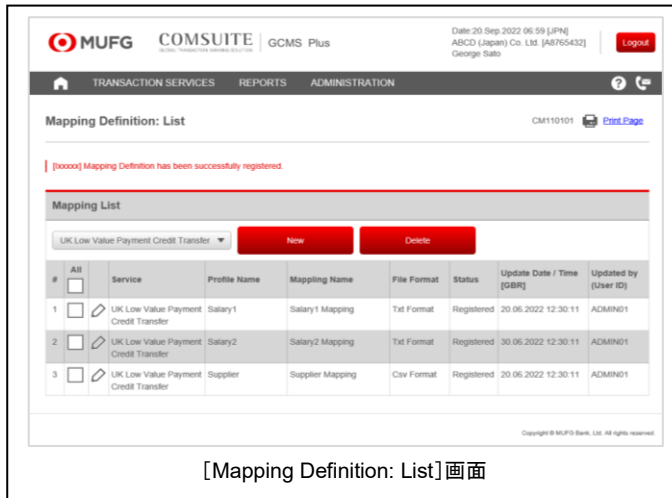 MUFG COMSUITE GCMS Plus
Date:20.Sep.2022 06:59 [JPN]
ABCD (Japan) Co. Ltd. [A8765432]
George Sato
Logout
TRANSACTION SERVICES REPORTS ADMINISTRATION
Mapping Definition: List
CM110101 Print Page
[Ixxxxx] Mapping Definition has been successfully registered.
Mapping List
UK Low Value Payment Credit Transfer New Delete
# All Service Profile Name Mappling Name File Format Status Update Date / Time [GBR] Updated by (User ID)
1 UK Low Value Payment Salary1 Salary1 Mapping Txt Format Registered 20.06.2022 12:30:11 ADMIN01
Credit Transfer
2 UK Low Value Payment Salary2 Salary2 Mapping Txt Format Registered 30.06.2022 12:30:11 ADMIN01
Credit Transfer
3 UK Low Value Payment Supplier Supplier Mapping Csv Format Registered 20.06.2022 12:30:11 ADMIN01
Credit Transfer
Copyright © MUFG Bank, Ltd. All rights reserved.
[Mapping Definition: List]画面